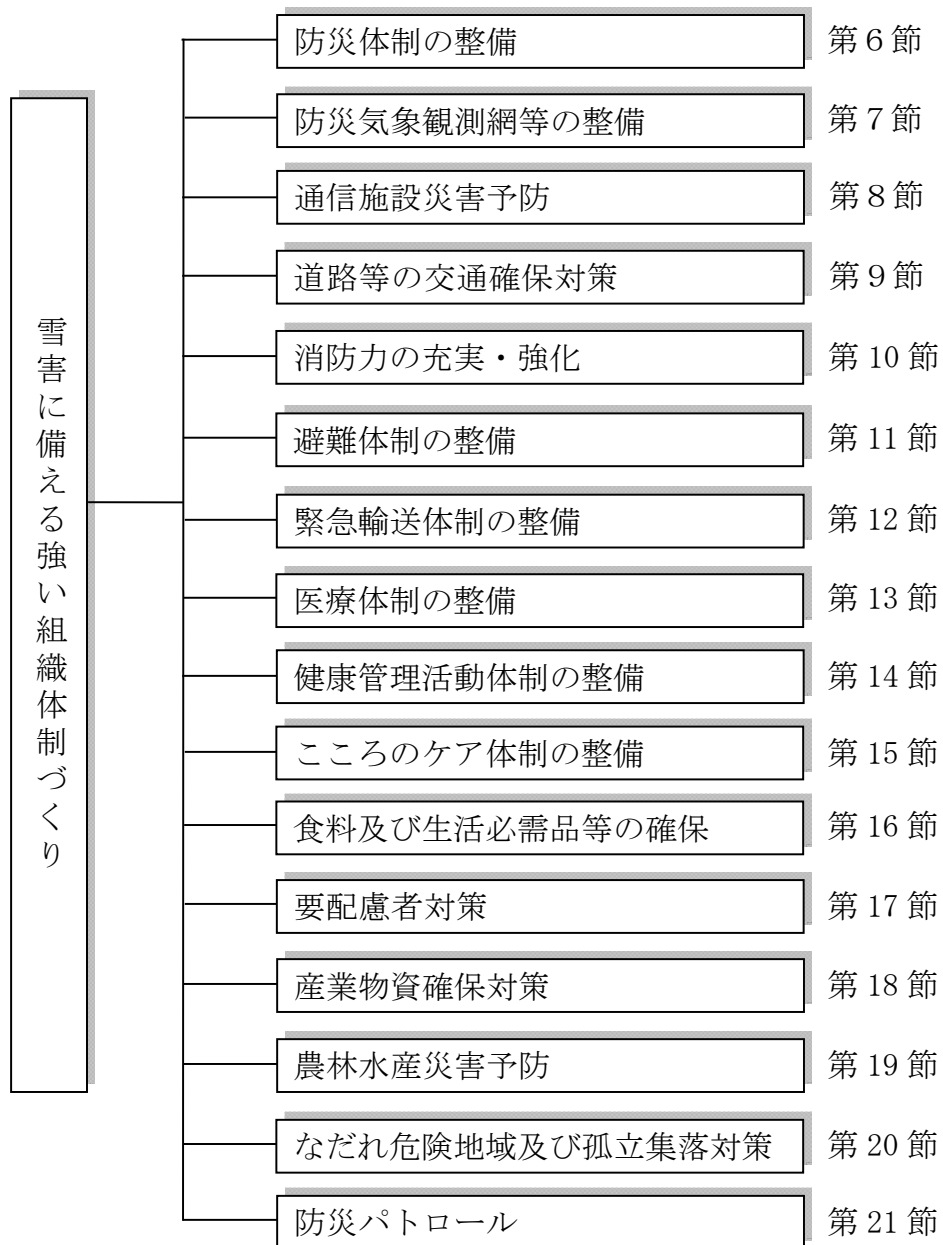 雪害に備える強い組織体制づくり
防災体制の整備 第6節
防災気象観測網等の整備 第7節
通信施設災害予防 第8節
道路等の交通確保対策 第9節
消防力の充実・強化 第10節
避難体制の整備 第11節
緊急輸送体制の整備 第12節
医療体制の整備 第13節
健康管理活動体制の整備 第14節
こころのケア体制の整備 第15節
食料及び生活必需品等の確保 第16節
要配慮者対策 第17節
産業物資確保対策 第18節
農林水産災害予防 第19節
なだれ危険地域及び孤立集落対策 第20節
防災パトロール 第21節